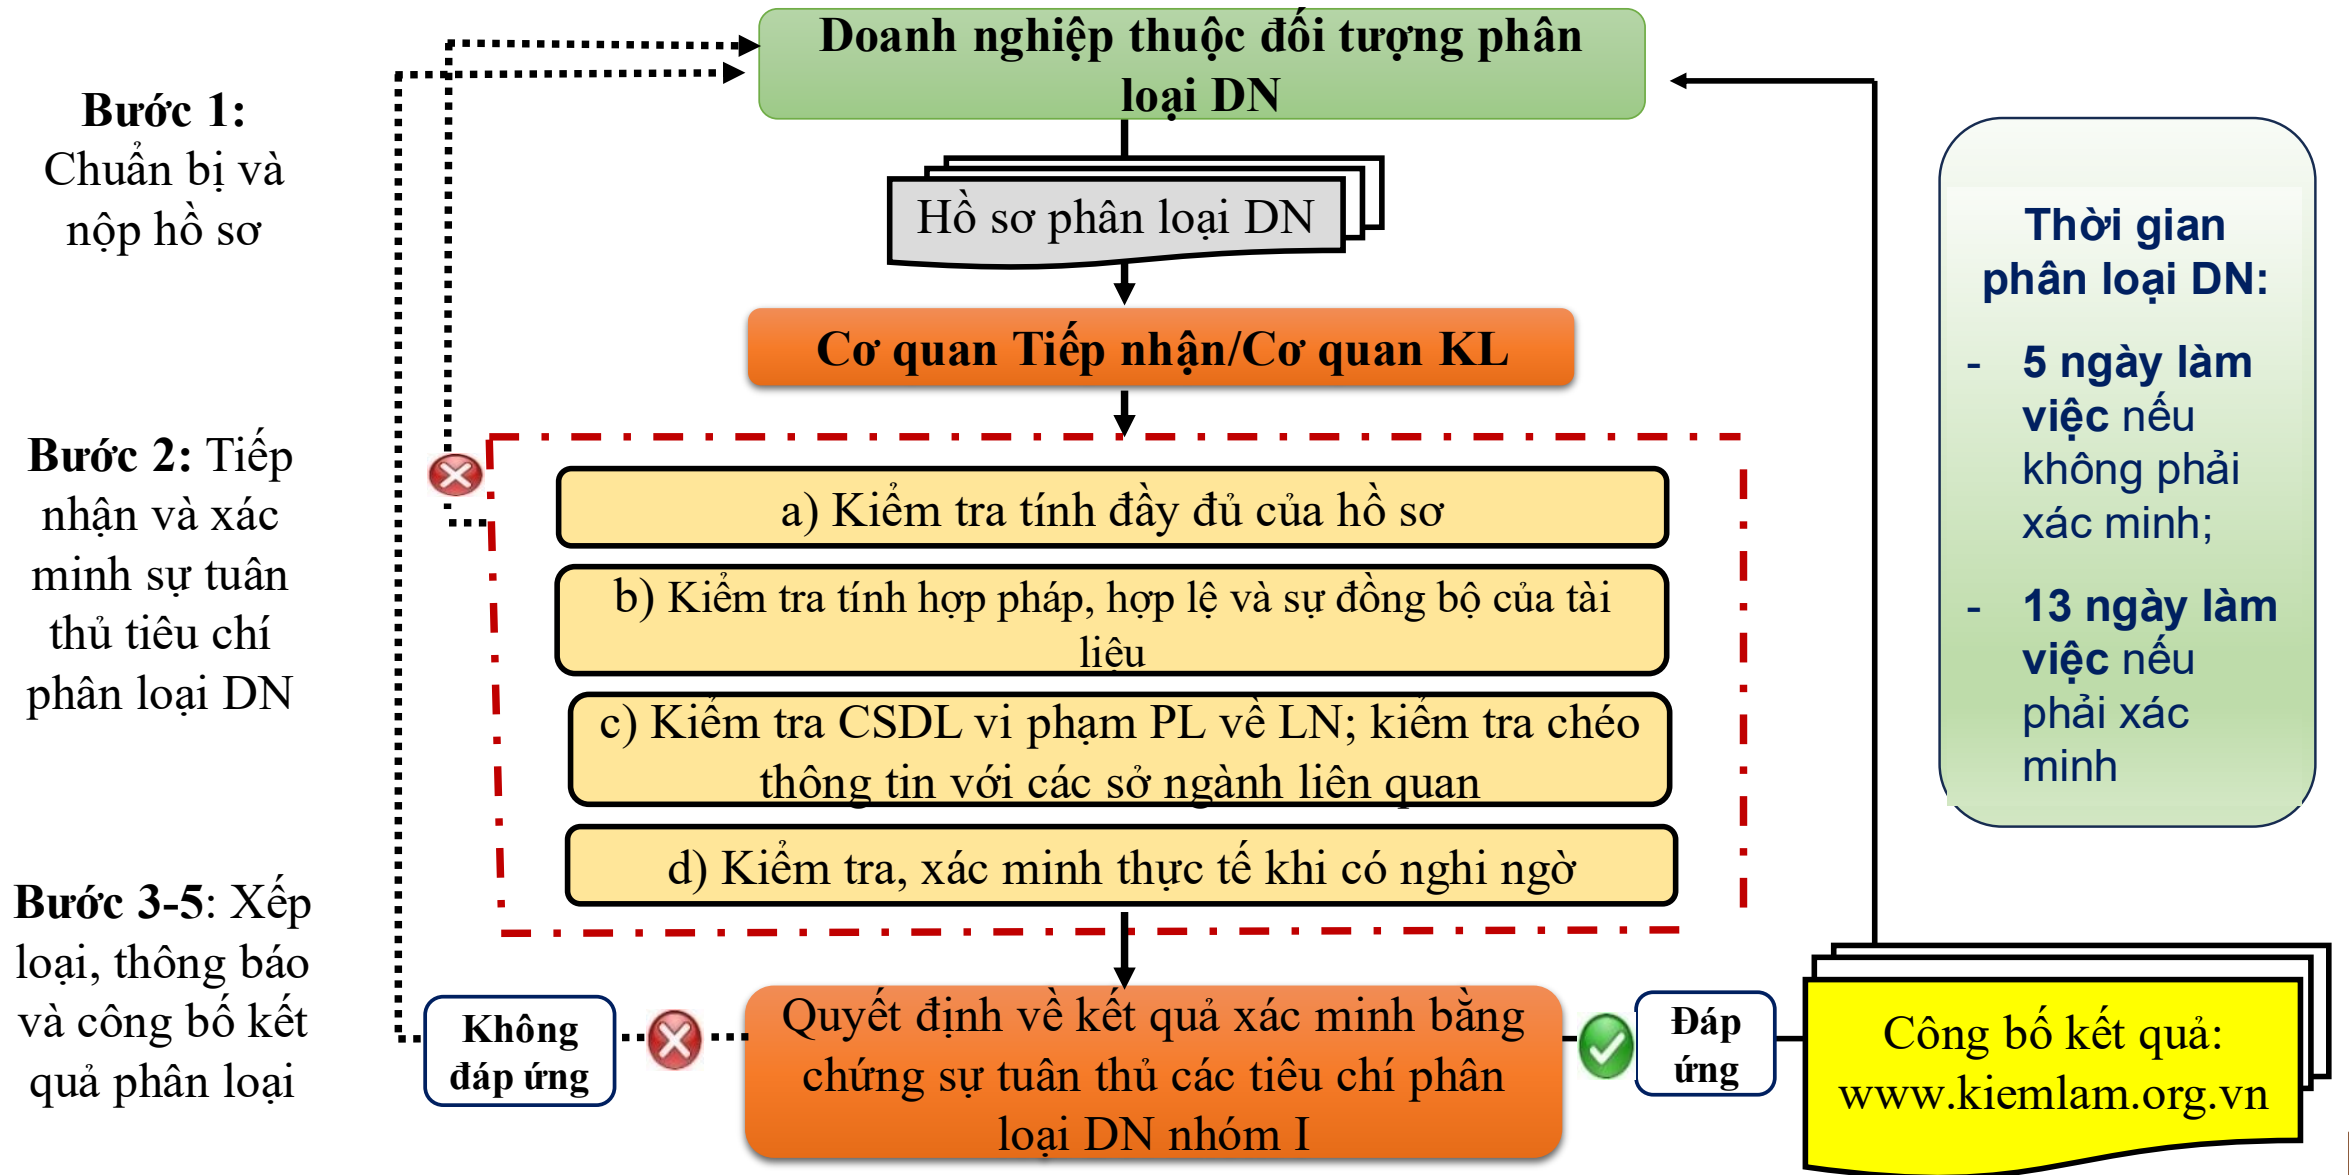 Doanh nghiệp thuộc đối tượng phân
loại DN
Bước 1:
Chuẩn bị và
nộp hồ sơ
Hồ sơ phân loại DN
Cơ quan Tiếp nhận/Cơ quan KL
Bước 2: Tiếp
nhận và xác
minh sự tuân
thủ tiêu chí
phân loại DN
a) Kiểm tra tính đầy đủ của hồ sơ
b) Kiểm tra tính hợp pháp, hợp lệ và sự đồng bộ của tài
liệu
c) Kiểm tra CSDL vi phạm PL về LN; kiểm tra chéo
thông tin với các sở ngành liên quan
d) Kiểm tra, xác minh thực tế khi có nghi ngờ
Bước 3-5: Xếp
loại, thông báo
và công bố kết
quả phân loại
Không
đáp ứng
Quyết định về kết quả xác minh bằng
chứng sự tuân thủ các tiêu chí phân
loại DN nhóm I
Đáp
ứng
Công bố kết quả:
www.kiemlam.org.vn
Thời gian
phân loại DN:
- 5 ngày làm
việc nếu
không phải
xác minh;
- 13 ngày làm
việc nếu
phải xác
minh